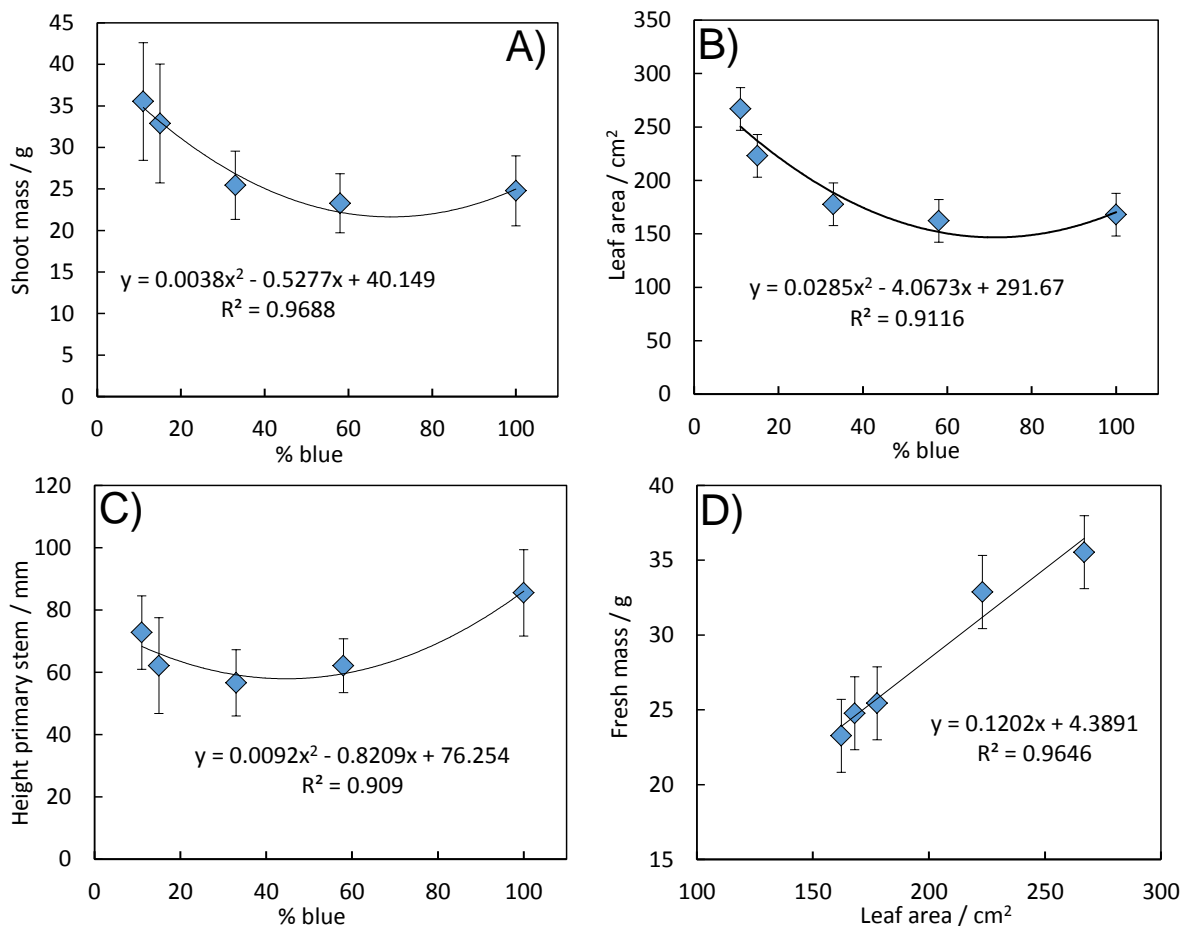 A)
45
40
35
30
25
20
15
10
5
0
Shoot mass / g
y = 0.0038x² - 0.5277x + 40.149
R² = 0.9688
0 20 40 60 80 100
% blue
B)
350
300
250
200
150
100
50
0
Leaf area / cm²
y = 0.0285x² - 4.0673x + 291.67
R² = 0.9116
0 20 40 60 80 100
% blue
C)
120
100
80
60
40
20
0
Height primary stem / mm
y = 0.0092x² - 0.8209x + 76.254
R² = 0.909
0 20 40 60 80 100
% blue
D)
40
35
30
25
20
15
Fresh mass / g
y = 0.1202x + 4.3891
R² = 0.9646
100 150 200 250 300
Leaf area / cm²